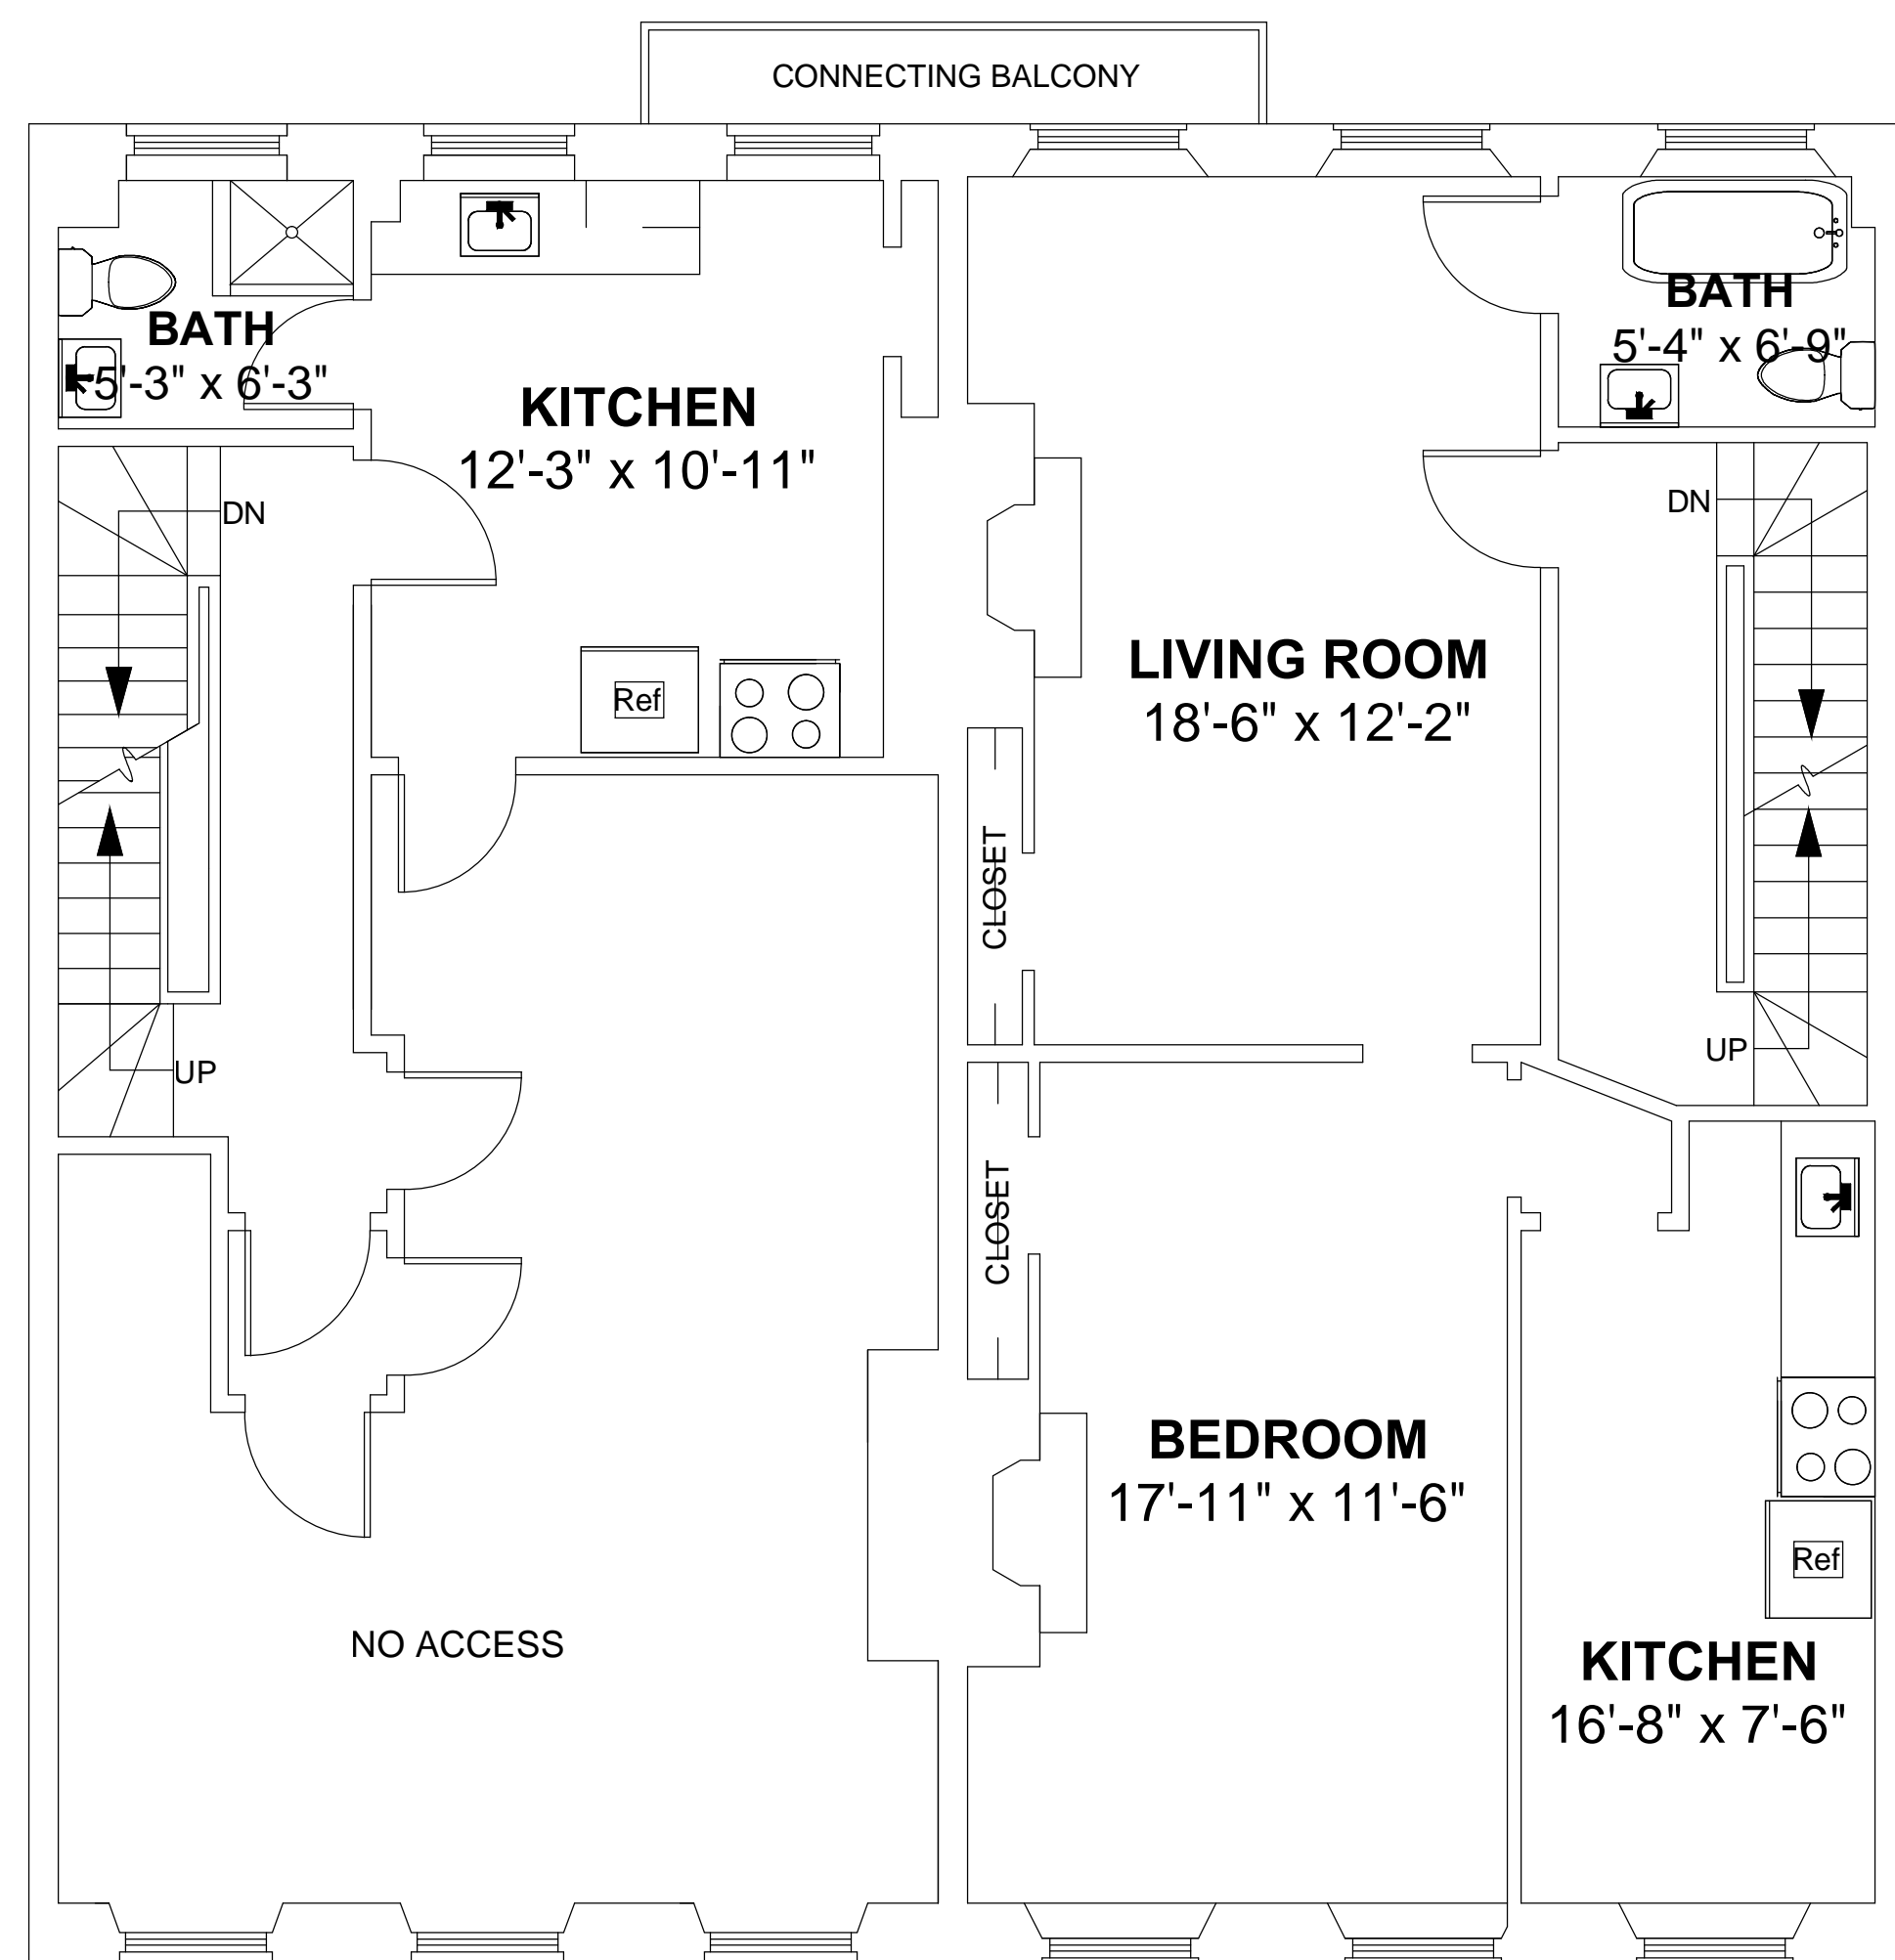 CONNECTING BALCONY
BATH
5'-3" x 6'-3"
KITCHEN
12'-3" x 10'-11"
BATH
5'-4" x 6'-9"
DN
DN
Ref
LIVING ROOM
18'-6" x 12'-2"
CLOSET
UP
UP
CLOSET
BEDROOM
17'-11" x 11'-6"
Ref
NO ACCESS
KITCHEN
16'-8" x 7'-6"